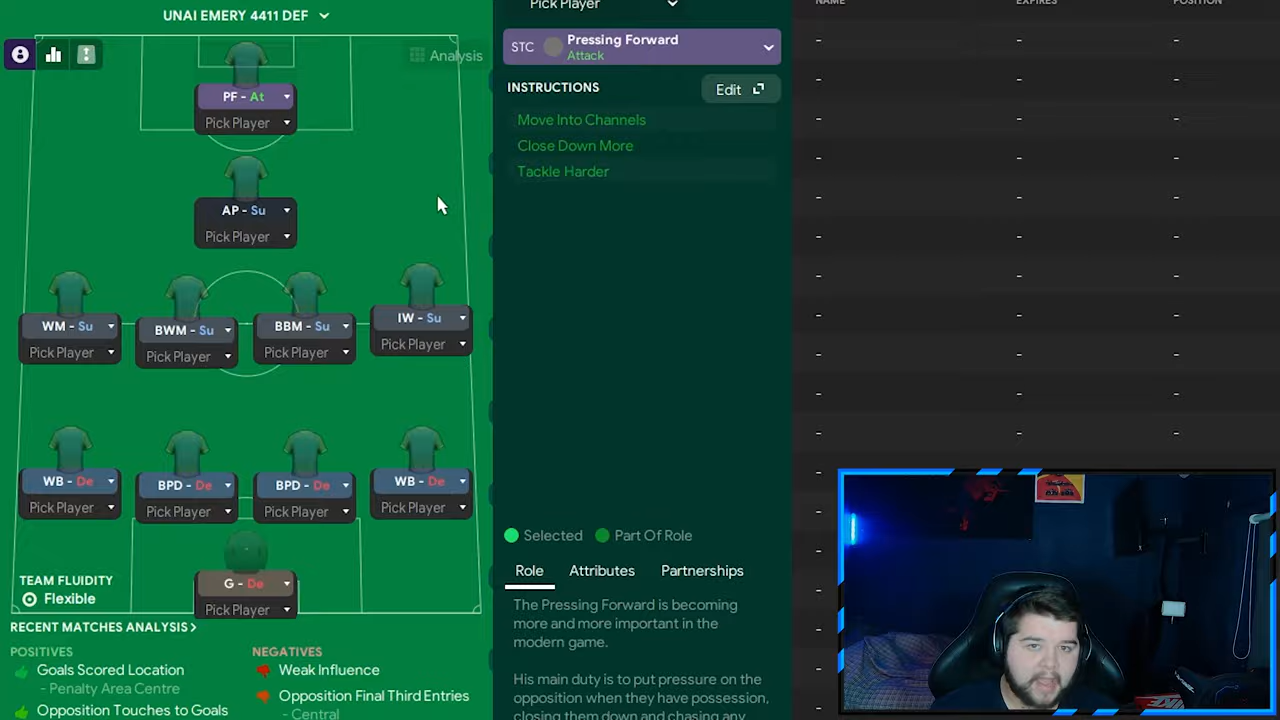 UNAI EMERY 4411 DEF
Analysis
PF - At
Pick Player
AP - Su
Pick Player
WM - Su
Pick Player
BWM - Su
Pick Player
BBM - Su
Pick Player
IW - Su
Pick Player
WB - De
Pick Player
BPD - De
Pick Player
BPD - De
Pick Player
WB - De
Pick Player
G - De
Pick Player
TEAM FLUIDITY
Flexible
RECENT MATCHES ANALYSIS >
POSITIVES
Goals Scored Location
- Penalty Area Centre
Opposition Touches to Goals
NEGATIVES
Weak Influence
Opposition Final Third Entries
- Central
Pick Player
STC
Pressing Forward
Attack
INSTRUCTIONS
Edit
Move Into Channels
Close Down More
Tackle Harder
Selected
Part Of Role
Role
Attributes
Partnerships
The Pressing Forward is becoming
more and more important in the
modern game.
His main duty is to put pressure on the
opposition when they have possession,
closing them down and chasing any
NAME
EXPIRES
POSITION
- - -
- - -
- - -
- - -
- - -
- - -
- - -
- - -
- - -
- - -
- - -
-
-
-
-
-
-
-